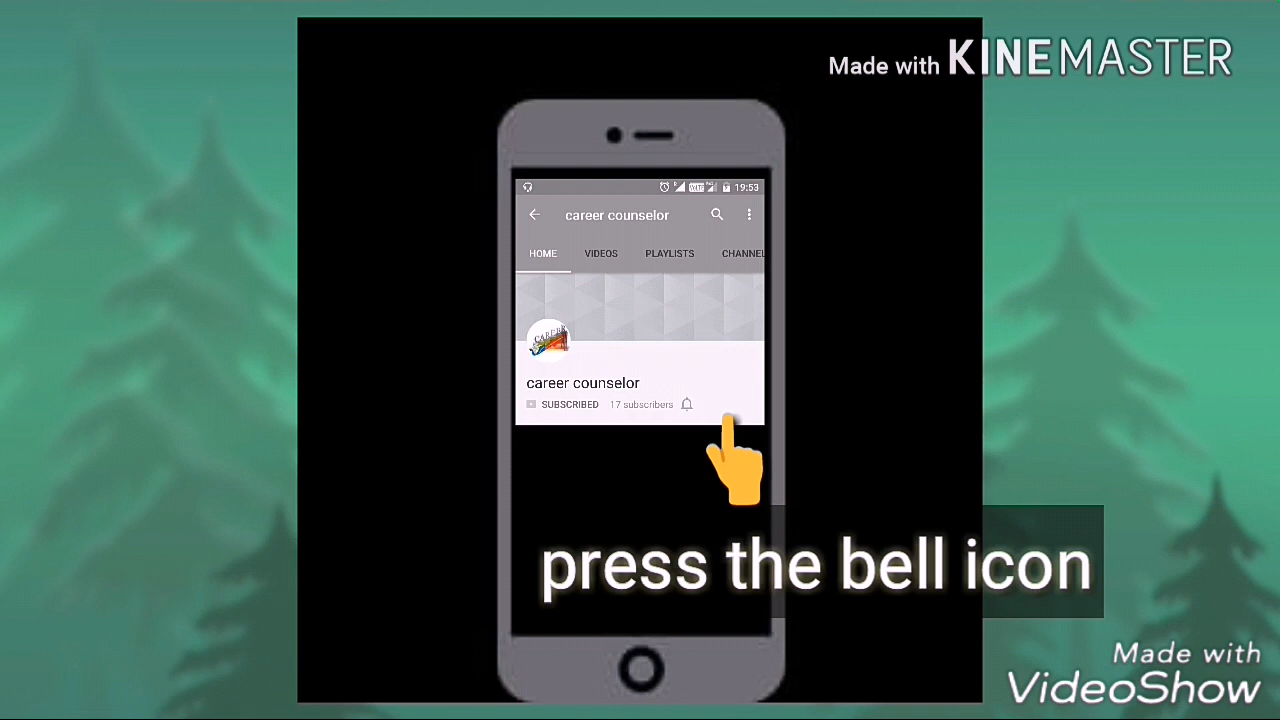 Made with KINEMASTER
19:53
career counselor
HOME VIDEOS PLAYLISTS CHANNEL
CAREER
career counselor
SUBSCRIBED 17 subscribers
press the bell icon
Made with
VideoShow